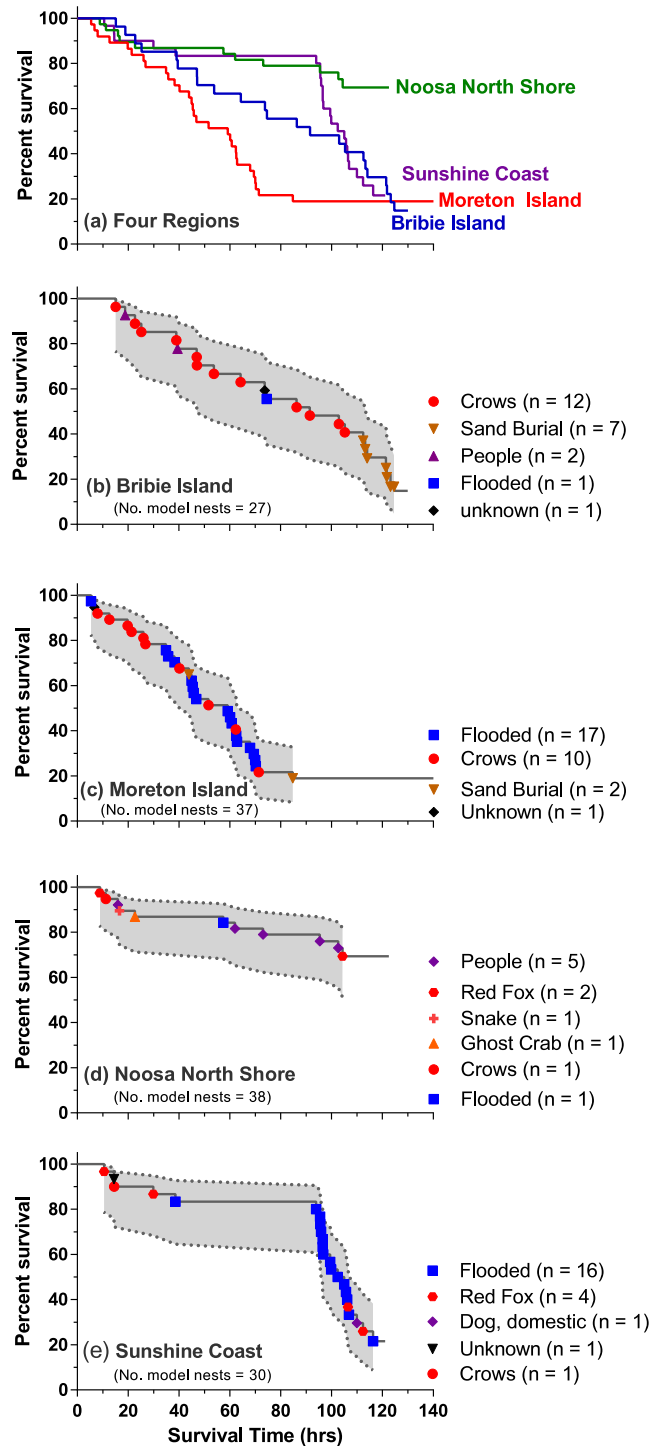 100
80
60
40
20
0
Percent survival
Noosa North Shore
Sunshine Coast
Moreton Island
Bribie Island
(a) Four Regions
100
80
60
40
20
0
Percent survival
(b) Bribie Island
(No. model nests = 27)
Crows (n = 12)
Sand Burial (n = 7)
People (n = 2)
Flooded (n = 1)
unknown (n = 1)
100
80
60
40
20
0
Percent survival
(c) Moreton Island
(No. model nests = 37)
Flooded (n = 17)
Crows (n = 10)
Sand Burial (n = 2)
Unknown (n = 1)
100
80
60
40
20
0
Percent survival
(d) Noosa North Shore
(No. model nests = 38)
People (n = 5)
Red Fox (n = 2)
Snake (n = 1)
Ghost Crab (n = 1)
Crows (n = 1)
Flooded (n = 1)
100
80
60
40
20
0
Percent survival
(e) Sunshine Coast
(No. model nests = 30)
Flooded (n = 16)
Red Fox (n = 4)
Dog, domestic (n = 1)
Unknown (n = 1)
Crows (n = 1)
0 20 40 60 80 100 120 140
Survival Time (hrs)